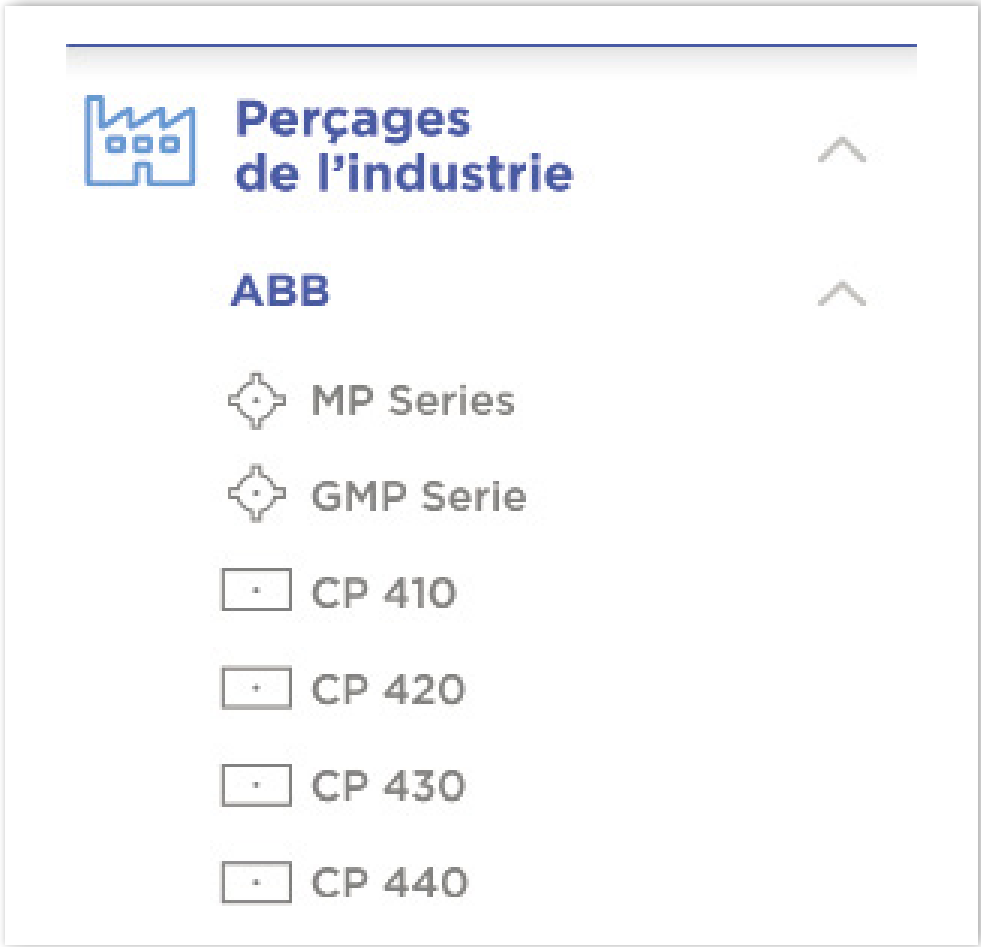 Perçages
de l’industrie
ABB
MP Series
GMP Serie
CP 410
CP 420
CP 430
CP 440